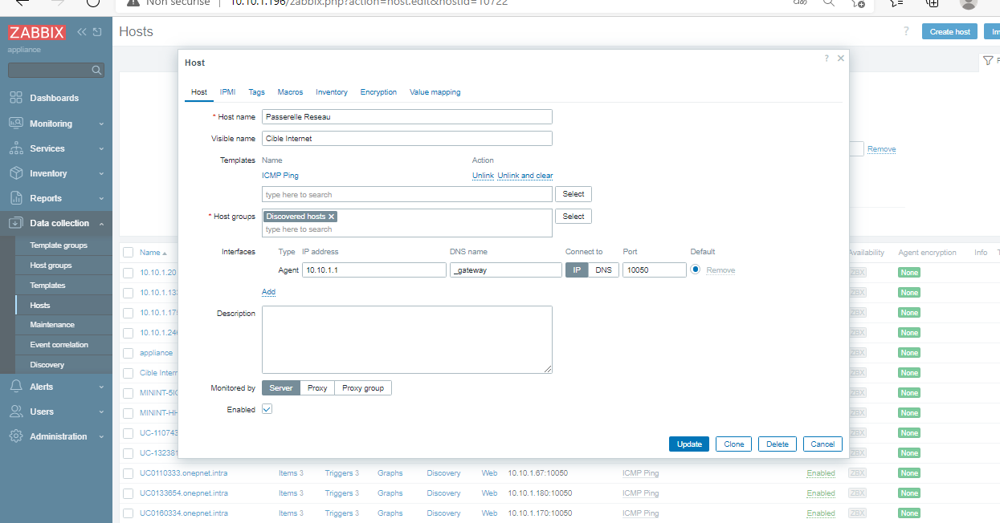 Non sécurisé 10.10.1.196/zabbix.php?action=host.edit&hostid=10722
ZABBIX
appliance
Hosts
? Create host
Dashboards
Monitoring
Services
Inventory
Reports
Data collection
Template groups
Host groups
Templates
Hosts
Maintenance
Event correlation
Discovery
Alerts
Users
Administration
Remove
Host
?
Host IPMI Tags Macros Inventory Encryption Value mapping
* Host name Passerelle Reseau
Visible name Cible Internet
Templates Name Action
ICMP Ping Unlink Unlink and clear
type here to search Select
* Host groups Discovered hosts Select
type here to search
Interfaces Type IP address DNS name Connect to Port Default
Agent 10.10.1.1 _gateway IP DNS 10050 Remove
Add
Description
Monitored by Server Proxy Proxy group
Enabled
Update Clone Delete Cancel
Name Availability Agent encryption Info
10.10.1.20 ZBX None
10.10.1.13 ZBX None
10.10.1.17 ZBX None
10.10.1.24 ZBX None
appliance ZBX None
Cible Intern ZBX None
MININT-5I ZBX None
MININT-H ZBX None
UC-110743 ZBX None
UC-132381 ZBX None
UC0110333.onepnet.intra Items 3 Triggers 3 Graphs Discovery Web 10.10.1.67:10050 ICMP Ping Enabled ZBX None
UC0133654.onepnet.intra Items 3 Triggers 3 Graphs Discovery Web 10.10.1.180:10050 ICMP Ping Enabled ZBX None
UC0160334.onepnet.intra Items 3 Triggers 3 Graphs Discovery Web 10.10.1.170:10050 ICMP Ping Enabled ZBX None